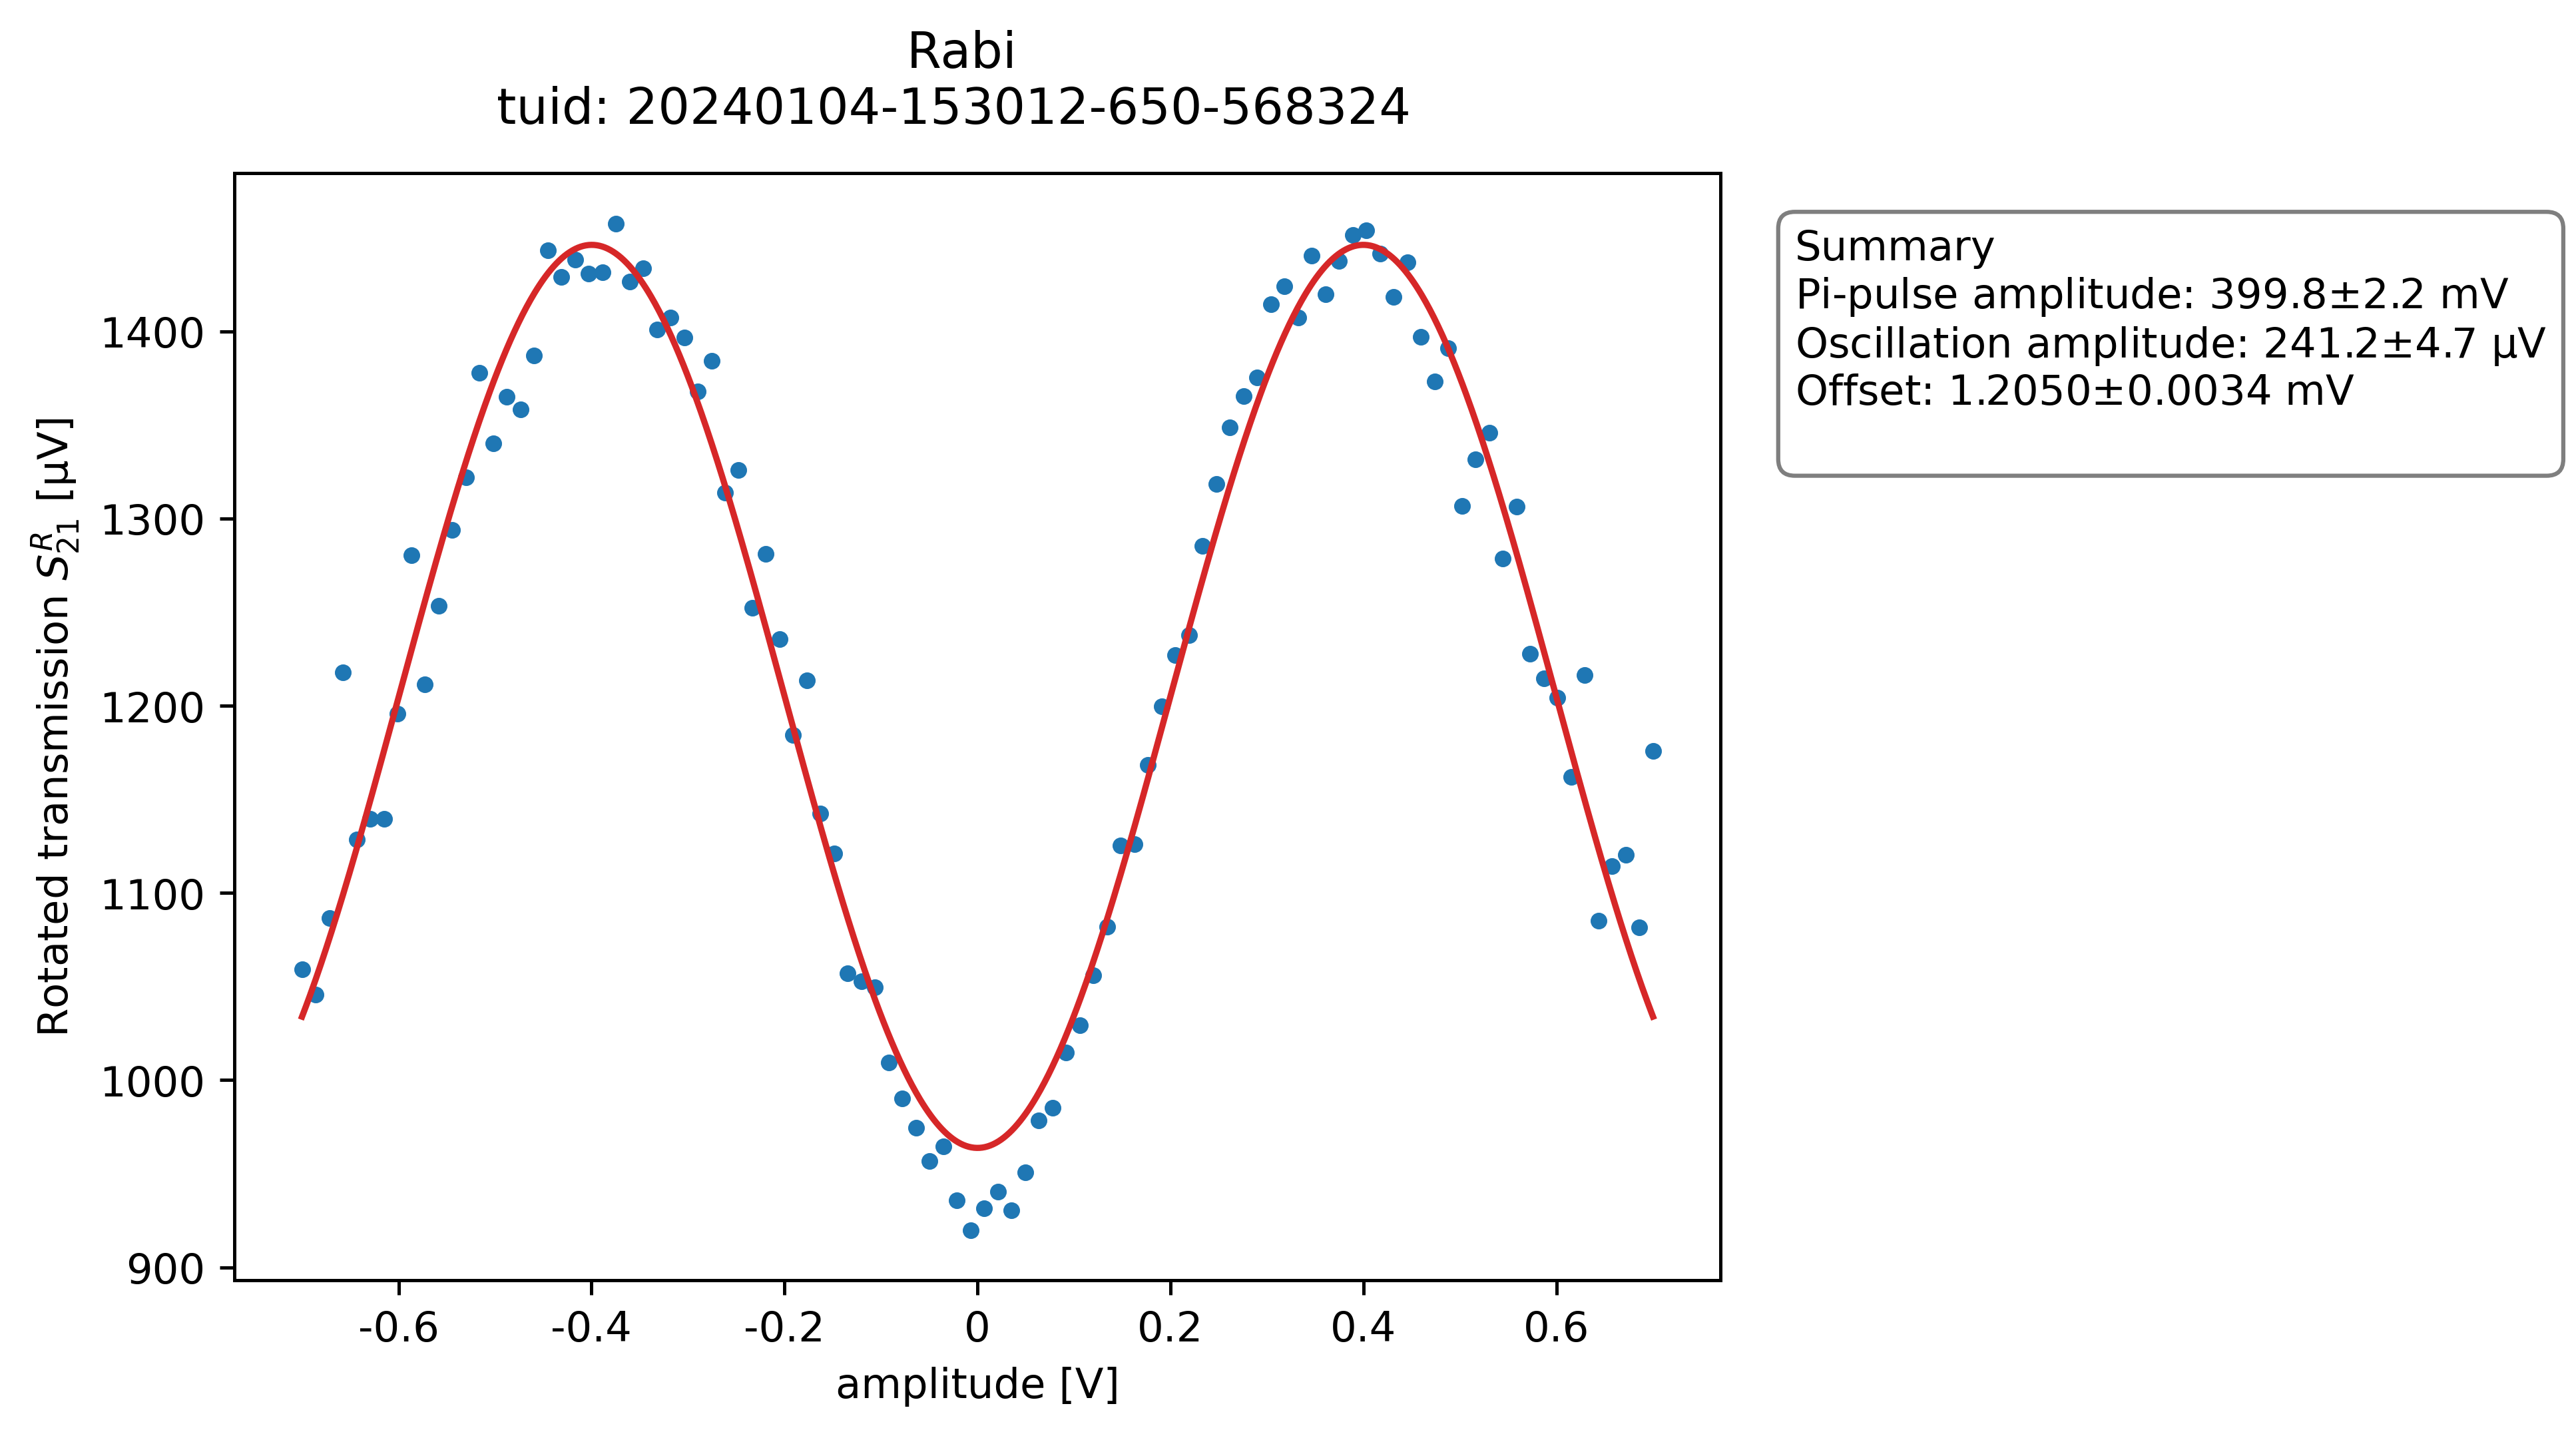 Rabi
tuid: 20240104-153012-650-568324
Summary
Pi-pulse amplitude: 399.8±2.2 mV
Oscillation amplitude: 241.2±4.7 µV
Offset: 1.2050±0.0034 mV
Rotated transmission $S_{21}^{R}$ [µV]
1400
1300
1200
1100
1000
900
-0.6 -0.4 -0.2 0 0.2 0.4 0.6
amplitude [V]